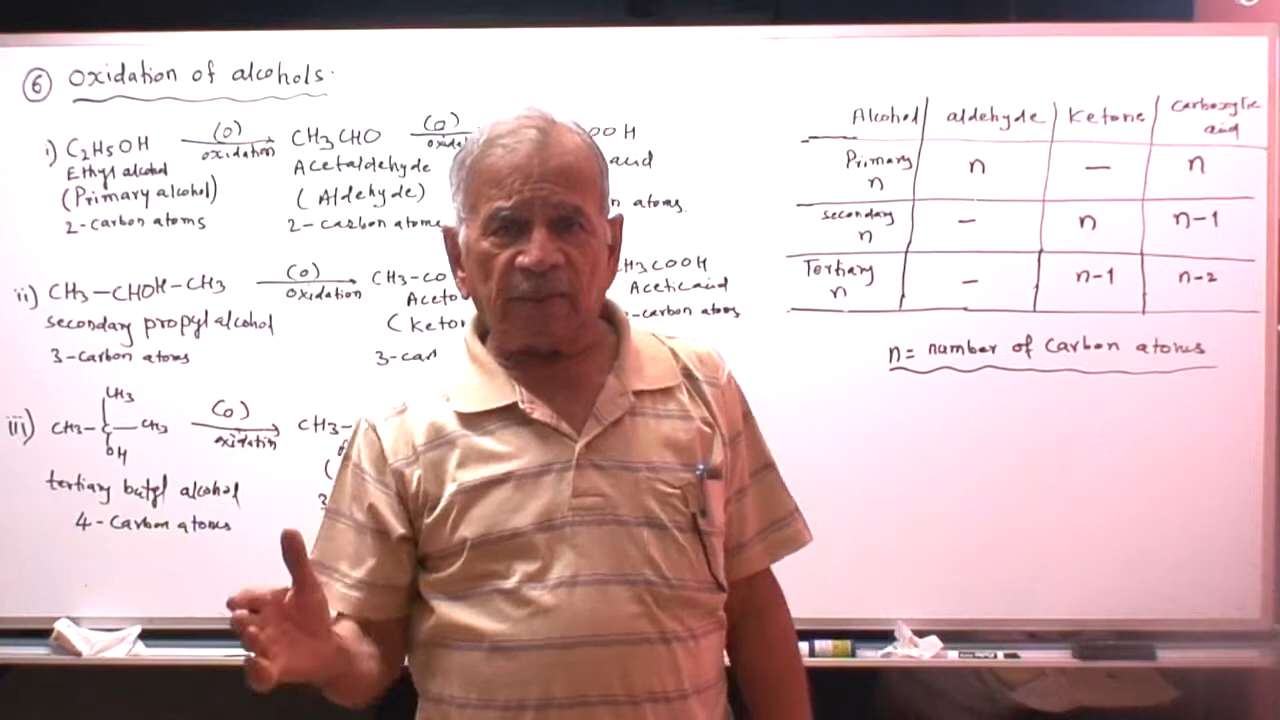 6 Oxidation of alcohols:
i) C2H5OH (O) oxidation CH3CHO (O) OOH
Ethyl alcohol Acetaldehyde
(Primary alcohol) (Aldehyde)
2-carbon atoms 2-carbon atoms atoms.
ii) CH3-CHOH-CH3 (O) oxidation CH3-CO H3COOH
secondary propyl alcohol Acetic acid
3-carbon atoms -carbon atoms
CH3
iii) CH3-C-CH3 (O) oxidation CH3-
OH
tertiary butyl alcohol
4-carbon atoms
Alcohol aldehyde Ketone Carboxylic acid
Primary n n - n
secondary n - n n-1
Tertiary n - n-1 n-2
n= number of carbon atoms